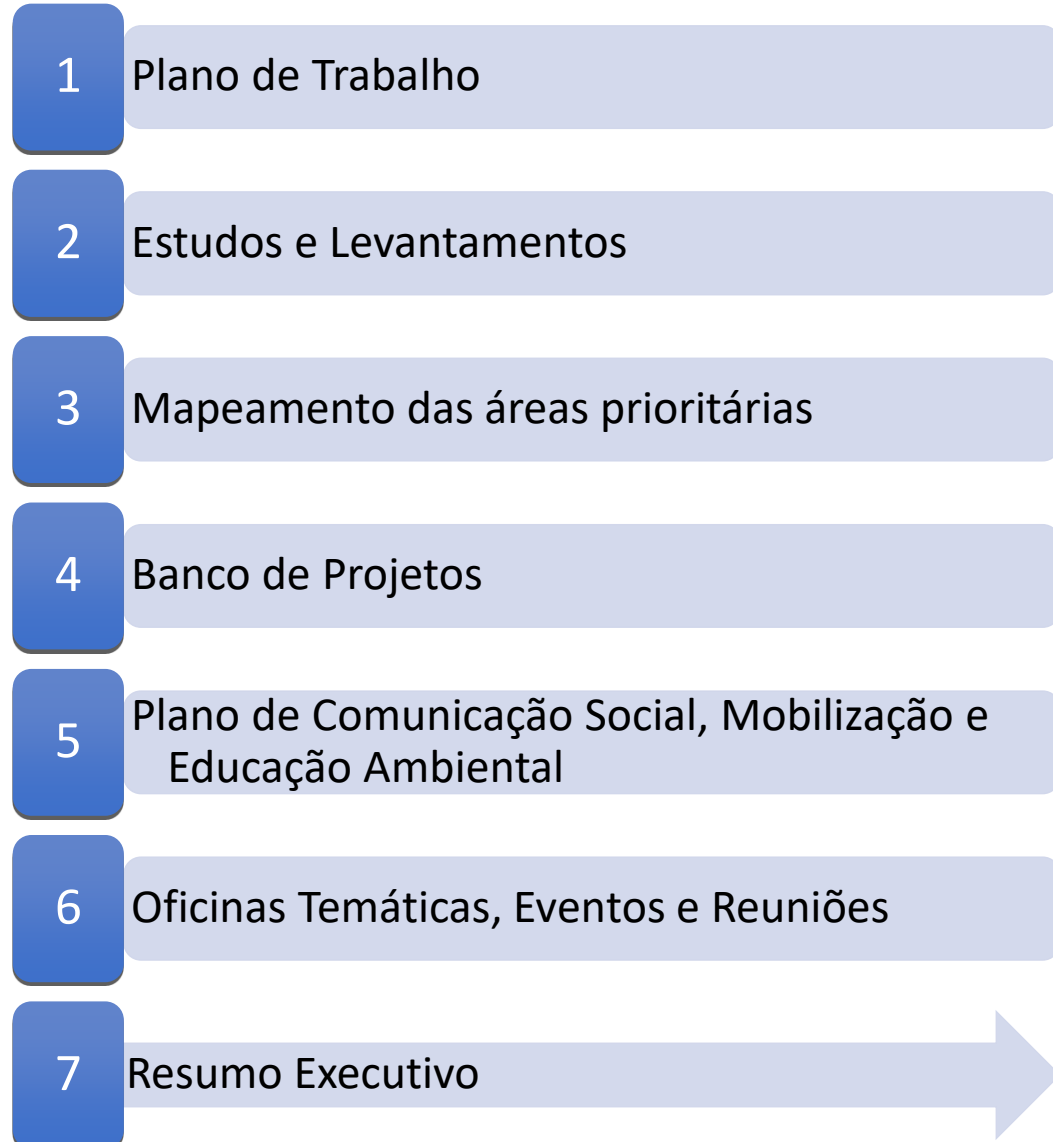 1 Plano de Trabalho
2 Estudos e Levantamentos
3 Mapeamento das áreas prioritárias
4 Banco de Projetos
5 Plano de Comunicação Social, Mobilização e
Educação Ambiental
6 Oficinas Temáticas, Eventos e Reuniões
7 Resumo Executivo